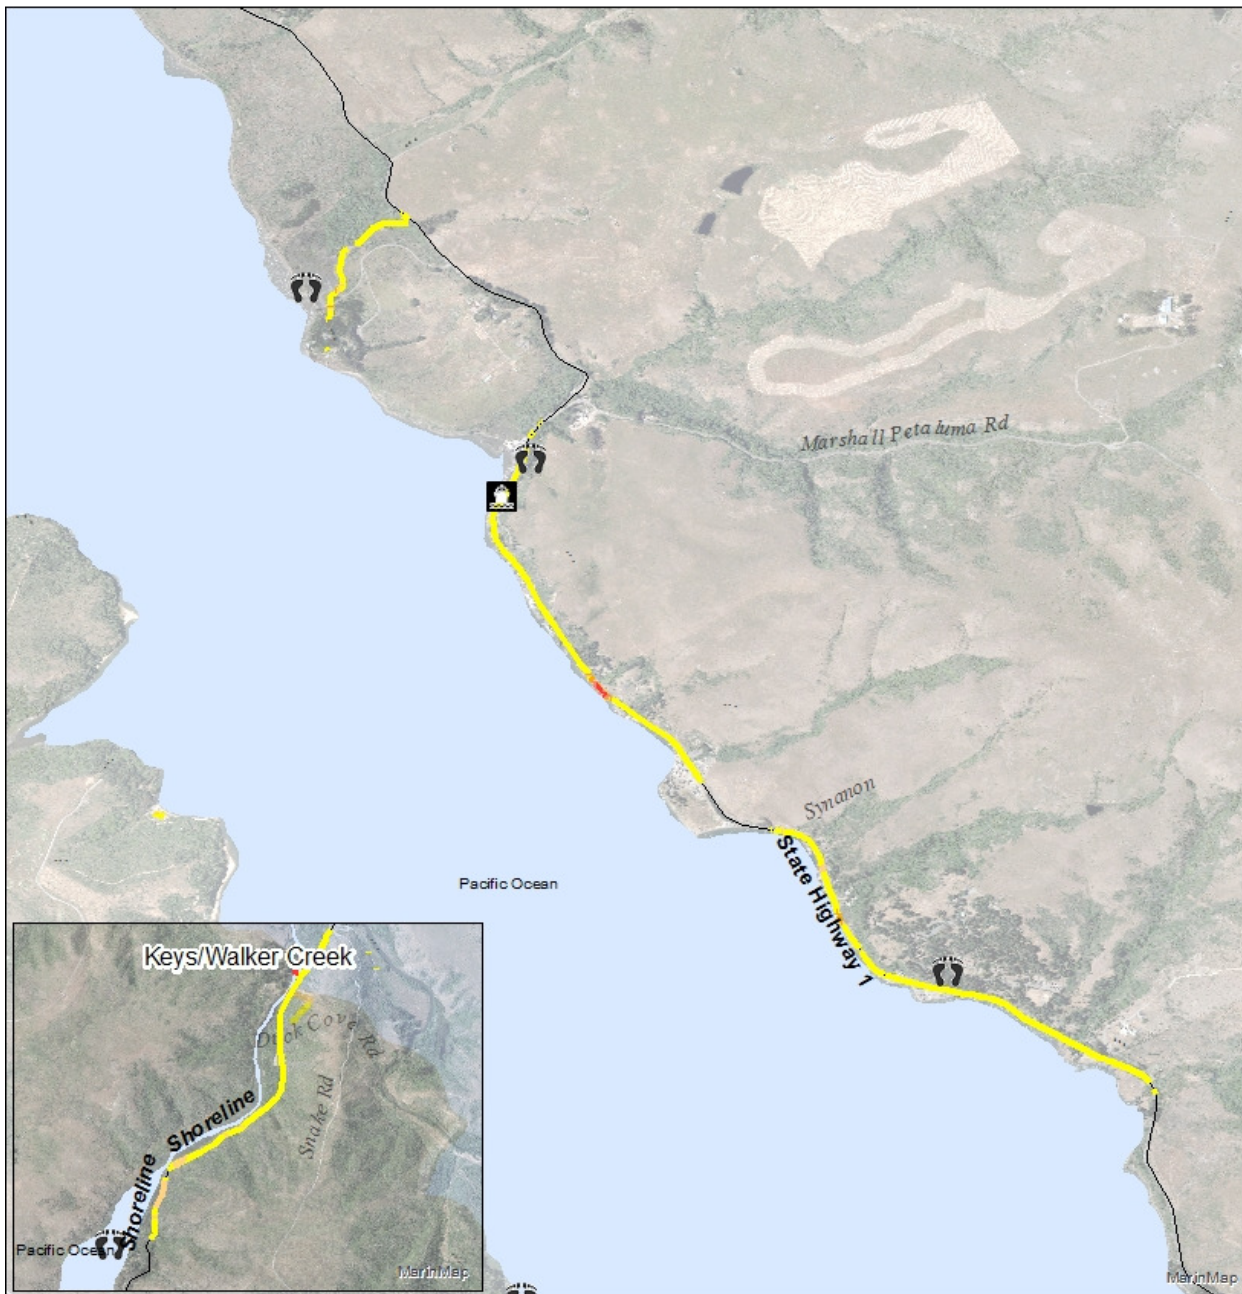 Marshall Petaluma Rd
Synanon
State Highway 1
Pacific Ocean
Keys/Walker Creek
Duck Cove Rd
Snake Rd
Shoreline
Shoreline
Pacific Ocean
MarinMap
MarinMap